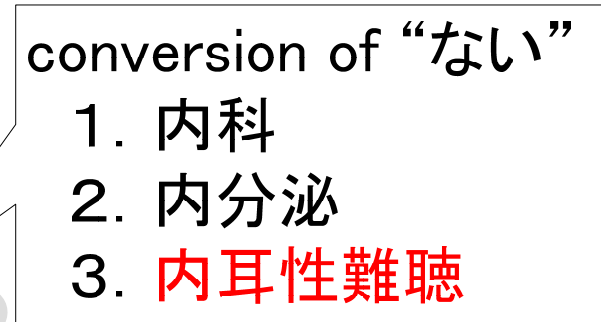 conversion of “ない”
1. 内科
2. 内分泌
3. 内耳性難聴